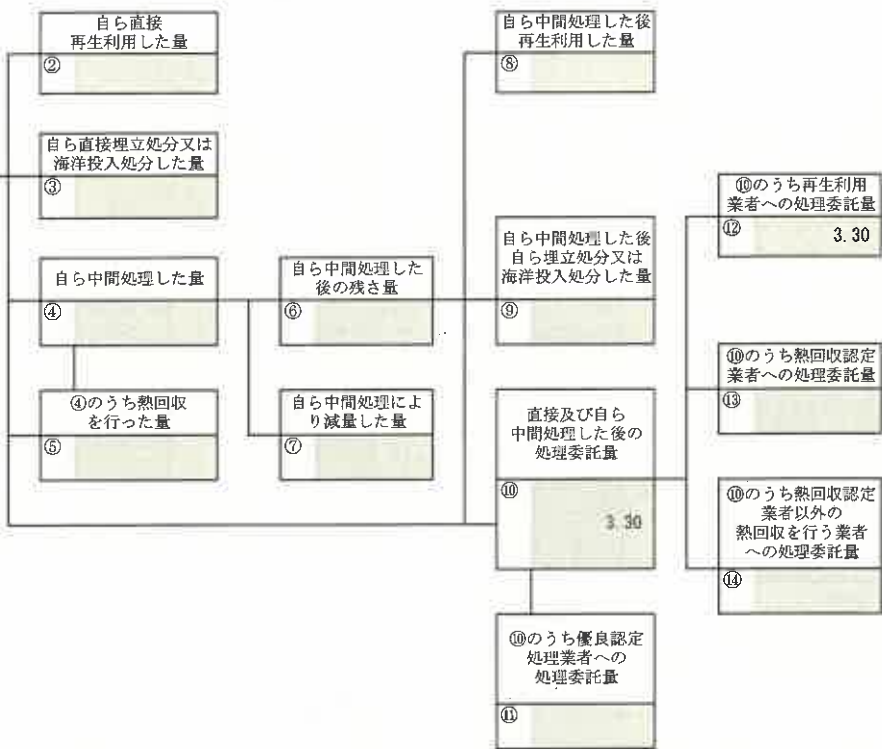 自ら直接
再生利用した量
②
自ら直接埋立処分又は
海洋投入処分した量
③
自ら中間処理した量
④
④のうち熱回収
を行った量
⑤
自ら中間処理した
後の残さ量
⑥
自ら中間処理によ
り減量した量
⑦
自ら中間処理した後
再生利用した量
⑧
自ら中間処理した後
自ら埋立処分又は
海洋投入処分した量
⑨
直接及び自ら
中間処理した後の
処理委託量
⑩
3.30
⑩のうち優良認定
処理業者への
処理委託量
⑪
⑩のうち再生利用
業者への処理委託量
⑫ 3.30
⑩のうち熱回収認定
業者への処理委託量
⑬
⑩のうち熱回収認定
業者以外の
熱回収を行う業者
への処理委託量
⑭